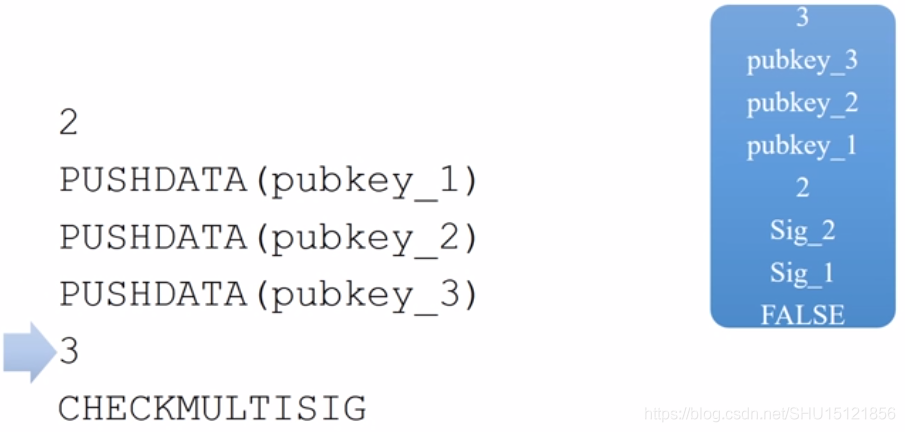 2
PUSHDATA(pubkey_1)
PUSHDATA(pubkey_2)
PUSHDATA(pubkey_3)
3
CHECKMULTISIG
3
pubkey_3
pubkey_2
pubkey_1
2
Sig_2
Sig_1
FALSE
https://blog.csdn.net/SHU15121856